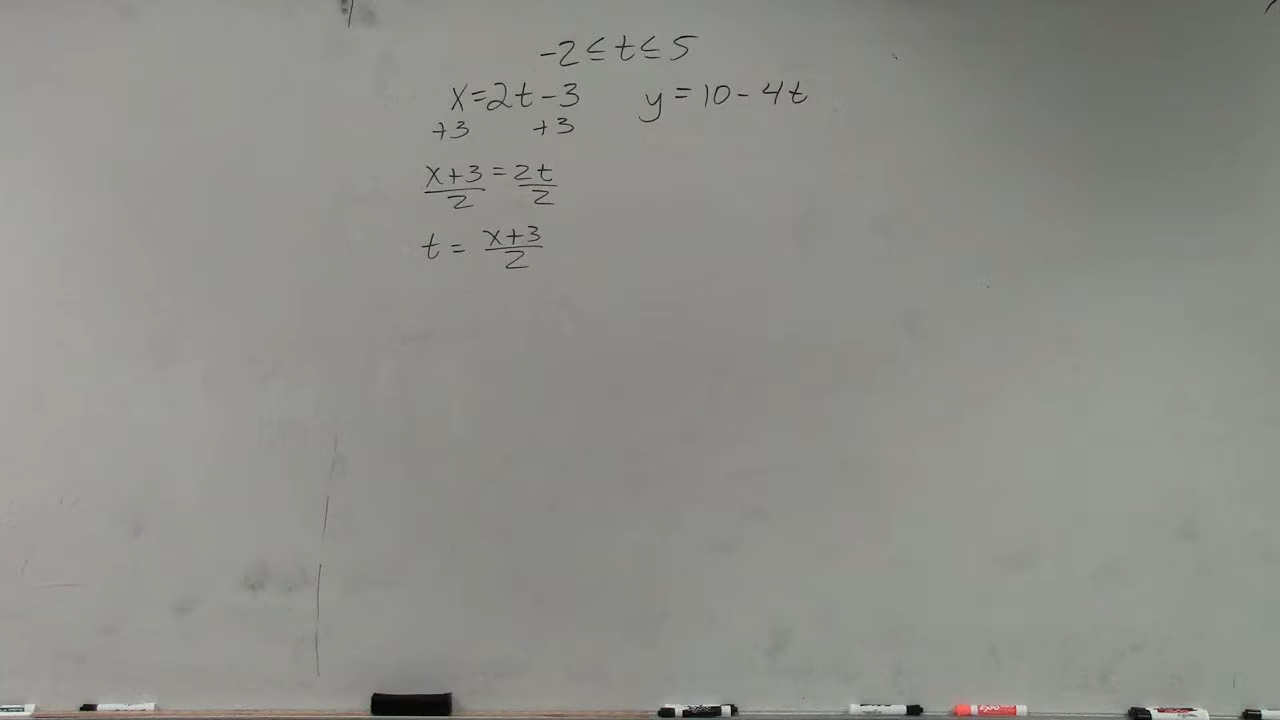 -2 ≤ t ≤ 5
x=2t-3 y=10-4t
+3 +3
x+3/2 = 2t/2
t = x+3/2